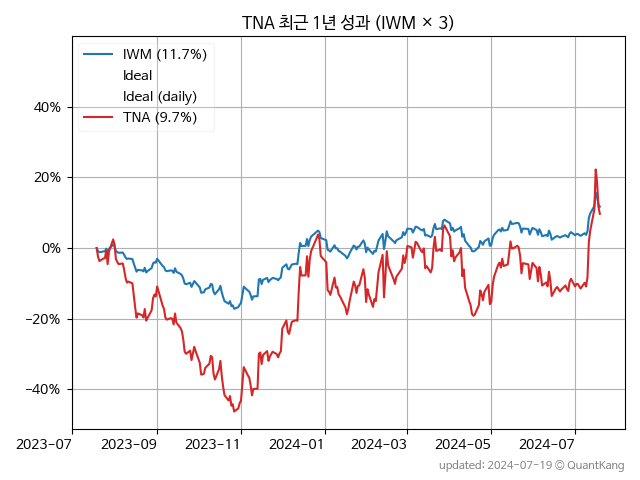 TNA 최근 1년 성과 (IWM × 3)
IWM (11.7%)
Ideal
Ideal (daily)
TNA (9.7%)
40%
20%
0%
−20%
−40%
2023-07 2023-09 2023-11 2024-01 2024-03 2024-05 2024-07
updated: 2024-07-19 © QuantKang